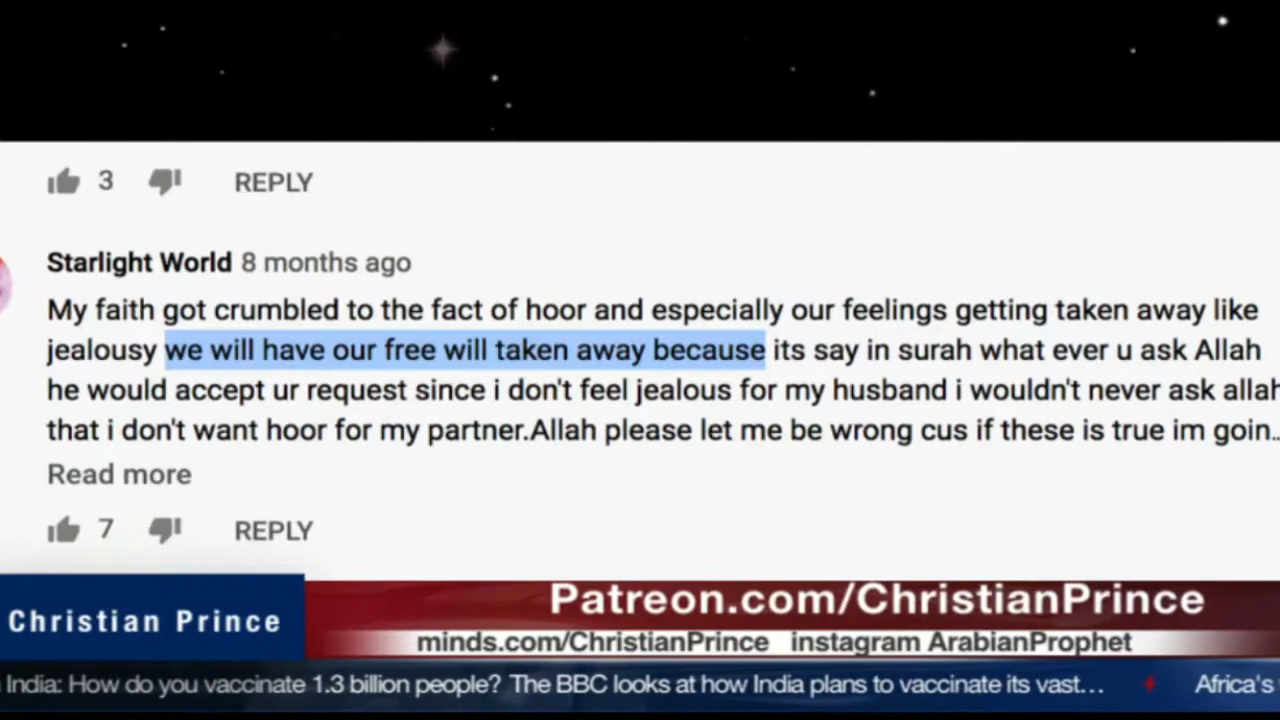 3 REPLY
Starlight World 8 months ago
My faith got crumbled to the fact of hoor and especially our feelings getting taken away like
jealousy we will have our free will taken away because its say in surah what ever u ask Allah
he would accept ur request since i don't feel jealous for my husband i wouldn't never ask allah
that i don't want hoor for my partner.Allah please let me be wrong cus if these is true im goin...
Read more
7 REPLY
Christian Prince
Patreon.com/ChristianPrince
minds.com/ChristianPrince instagram ArabianProphet
India: How do you vaccinate 1.3 billion people? The BBC looks at how India plans to vaccinate its vast... Africa's